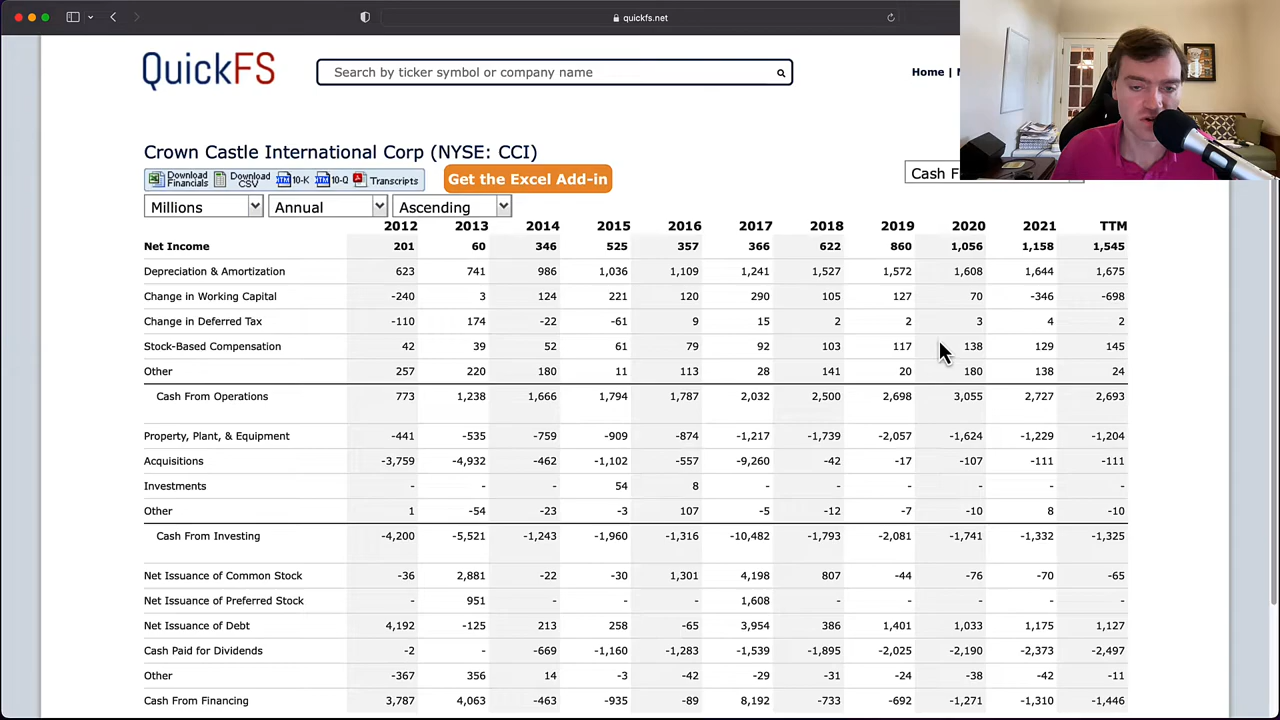 quickfs.net
QuickFS
Search by ticker symbol or company name
Home |
Crown Castle International Corp (NYSE: CCI)
Download Financials Download CSV 10-K 10-Q Transcripts Get the Excel Add-in
Cash F
Millions Annual Ascending
2012 2013 2014 2015 2016 2017 2018 2019 2020 2021 TTM
Net Income 201 60 346 525 357 366 622 860 1,056 1,158 1,545
Depreciation & Amortization 623 741 986 1,036 1,109 1,241 1,527 1,572 1,608 1,644 1,675
Change in Working Capital -240 3 124 221 120 290 105 127 70 -346 -698
Change in Deferred Tax -110 174 -22 -61 9 15 2 2 3 4 2
Stock-Based Compensation 42 39 52 61 79 92 103 117 138 129 145
Other 257 220 180 11 113 28 141 20 180 138 24
Cash From Operations 773 1,238 1,666 1,794 1,787 2,032 2,500 2,698 3,055 2,727 2,693
Property, Plant, & Equipment -441 -535 -759 -909 -874 -1,217 -1,739 -2,057 -1,624 -1,229 -1,204
Acquisitions -3,759 -4,932 -462 -1,102 -557 -9,260 -42 -17 -107 -111 -111
Investments - - - 54 8 - - - - - -
Other 1 -54 -23 -3 107 -5 -12 -7 -10 8 -10
Cash From Investing -4,200 -5,521 -1,243 -1,960 -1,316 -10,482 -1,793 -2,081 -1,741 -1,332 -1,325
Net Issuance of Common Stock -36 2,881 -22 -30 1,301 4,198 807 -44 -76 -70 -65
Net Issuance of Preferred Stock - 951 - - - 1,608 - - - - -
Net Issuance of Debt 4,192 -125 213 258 -65 3,954 386 1,401 1,033 1,175 1,127
Cash Paid for Dividends -2 - -669 -1,160 -1,283 -1,539 -1,895 -2,025 -2,190 -2,373 -2,497
Other -367 356 14 -3 -42 -29 -31 -24 -38 -42 -11
Cash From Financing 3,787 4,063 -463 -935 -89 8,192 -733 -692 -1,271 -1,310 -1,446